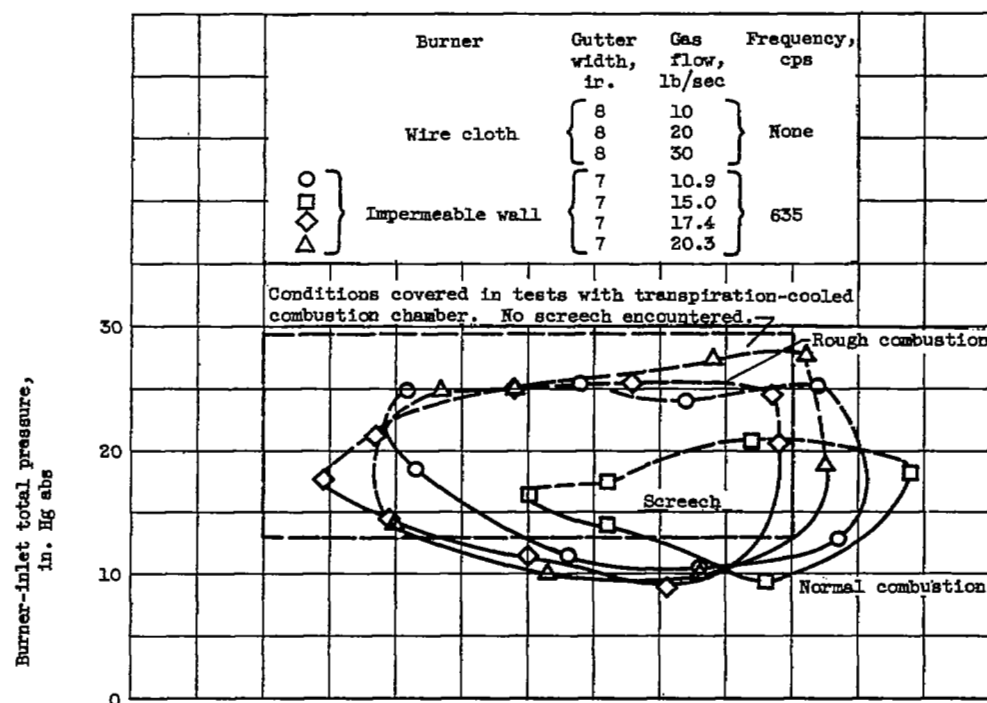 Burner Gutter Gas Frequency,
width, flow, cps
in. lb/sec
8 10
Wire cloth 8 20 None
8 30
7 10.9
Impermeable wall 7 15.0 635
7 17.4
7 20.3
Conditions covered in tests with transpiration-cooled
combustion chamber. No screech encountered.
30
Rough combustion
20
Screech
10
Normal combustion
0
Burner-inlet total pressure,
in. Hg abs